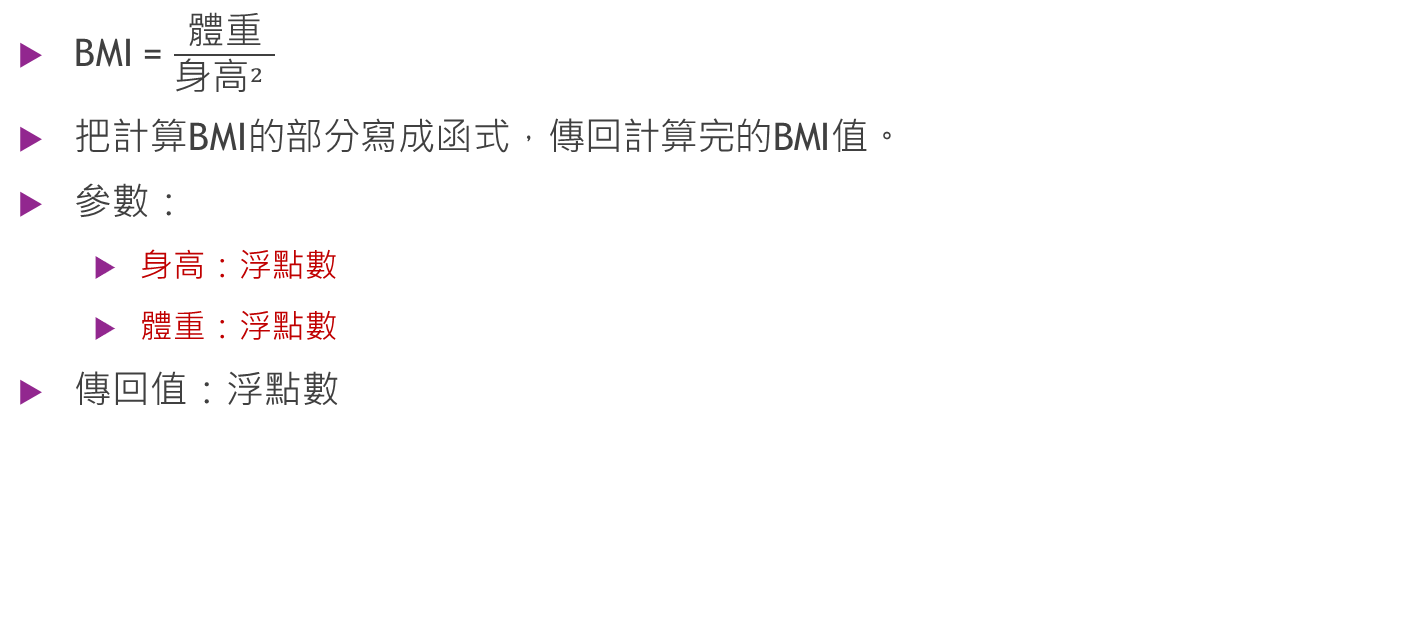 BMI = 體重
身高²
把計算BMI的部分寫成函式，傳回計算完的BMI值。
參數：
身高：浮點數
體重：浮點數
傳回值：浮點數